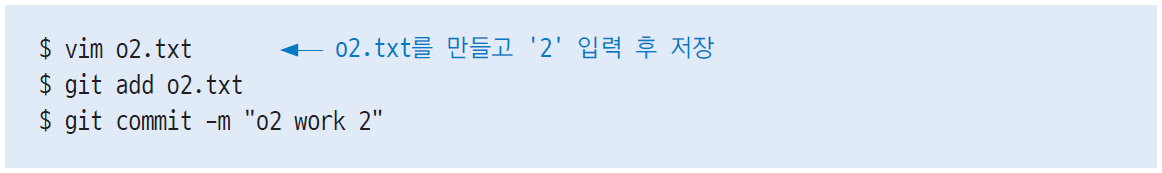 $ vim o2.txt ← o2.txt를 만들고 '2' 입력 후 저장
$ git add o2.txt
$ git commit -m "o2 work 2"